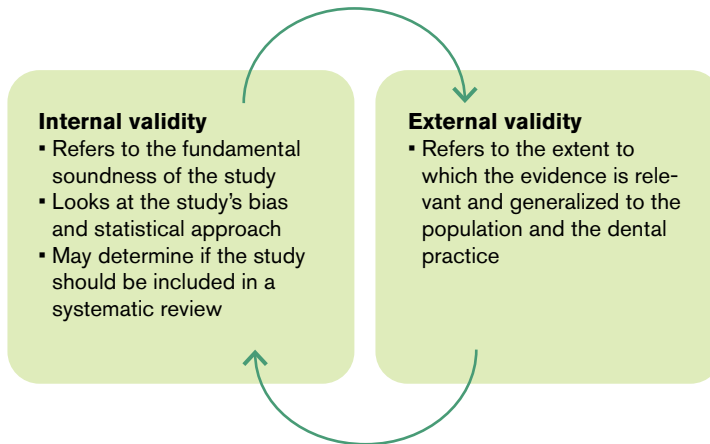 Internal validity
▪ Refers to the fundamental
soundness of the study
▪ Looks at the study's bias
and statistical approach
▪ May determine if the study
should be included in a
systematic review
External validity
▪ Refers to the extent to
which the evidence is rele-
vant and generalized to the
population and the dental
practice